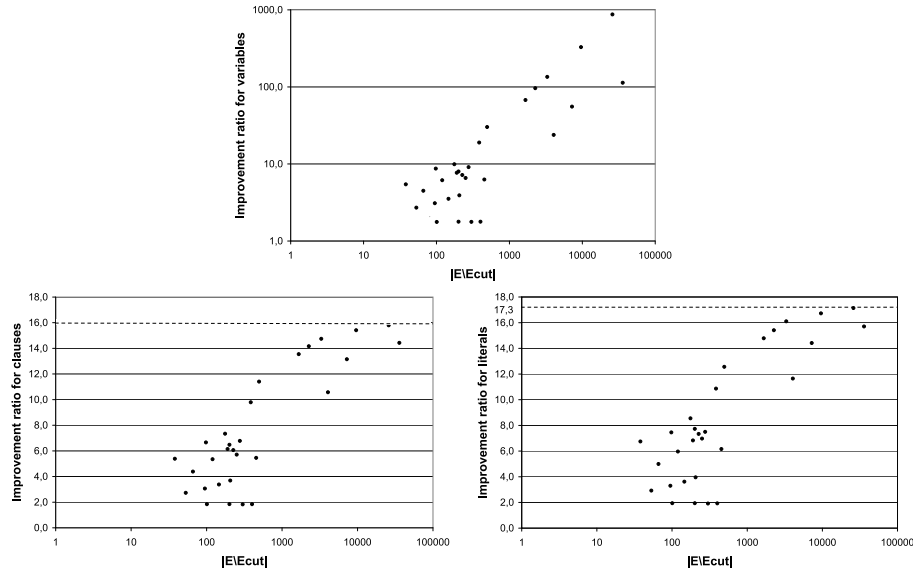 Improvement ratio for variables
1000,0
100,0
10,0
1,0
1 10 100 1000 10000 100000
|E\Ecut|
Improvement ratio for clauses
18,0
16,0
14,0
12,0
10,0
8,0
6,0
4,0
2,0
0,0
1 10 100 1000 10000 100000
|E\Ecut|
Improvement ratio for literals
18,0
17,3
16,0
14,0
12,0
10,0
8,0
6,0
4,0
2,0
0,0
1 10 100 1000 10000 100000
|E\Ecut|